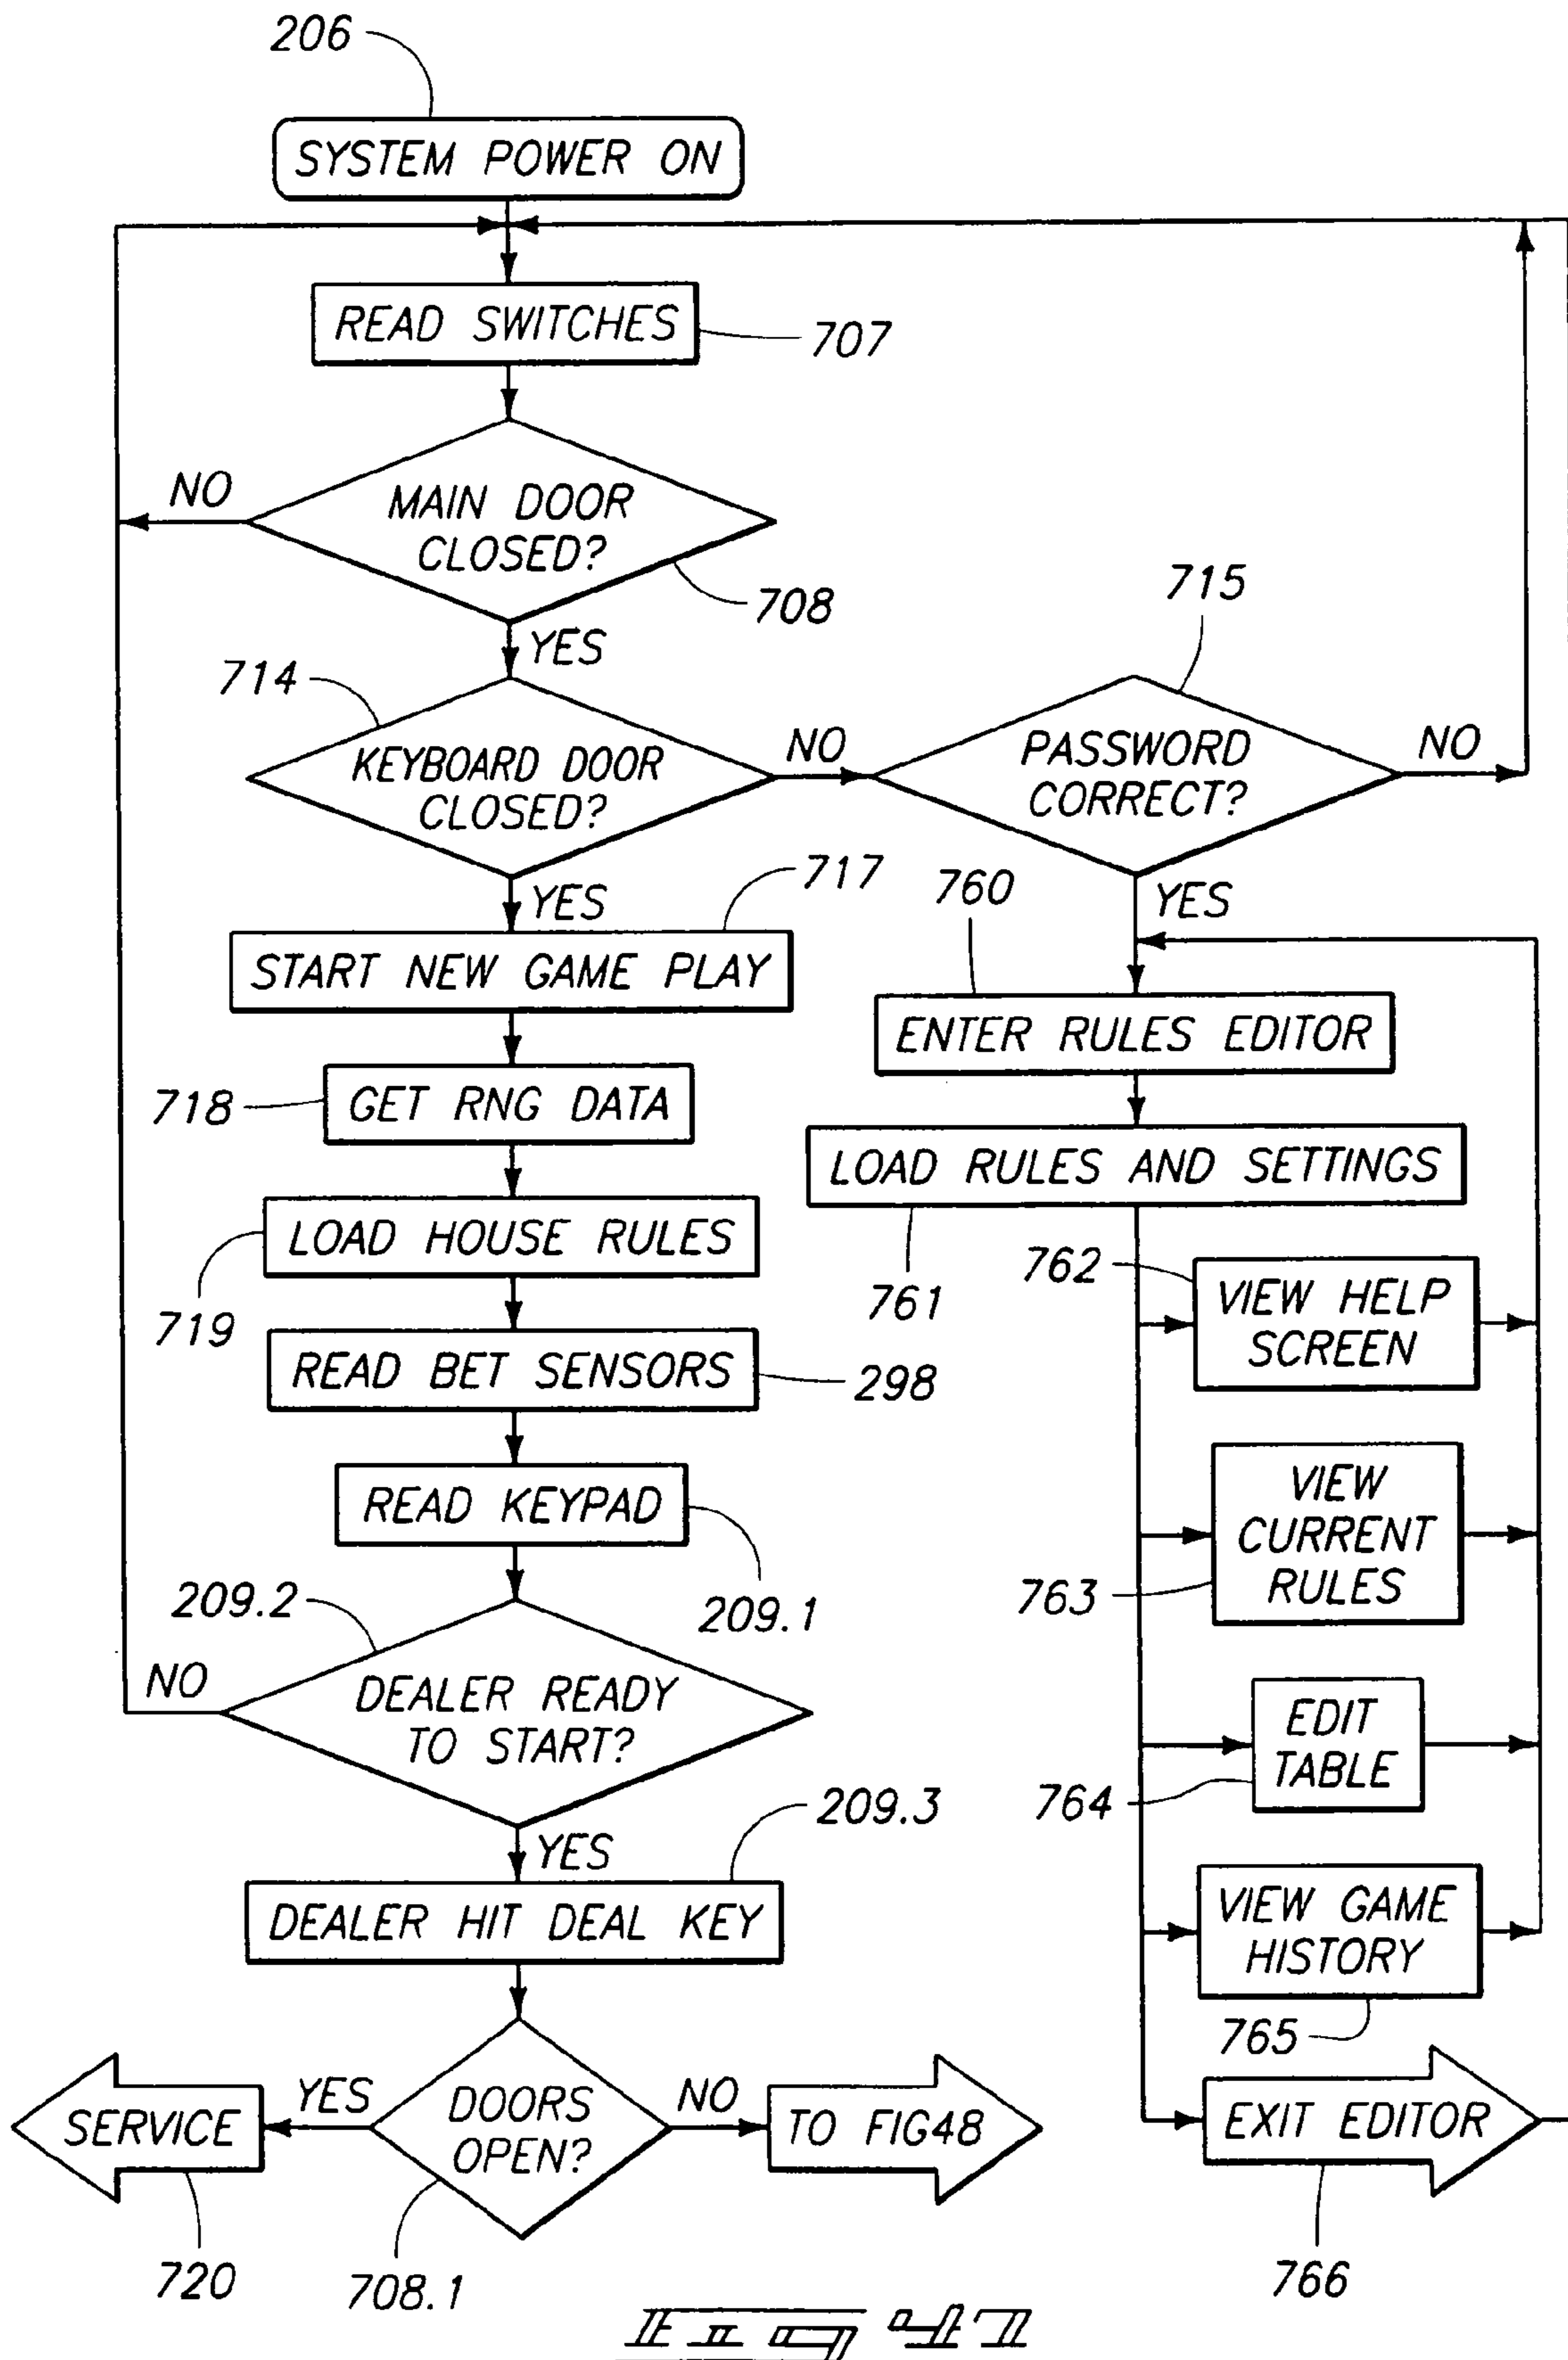 206
SYSTEM POWER ON
READ SWITCHES
707
NO
MAIN DOOR
CLOSED?
708
YES
714
KEYBOARD DOOR
CLOSED?
NO
715
PASSWORD
CORRECT?
NO
YES
717
START NEW GAME PLAY
718
GET RNG DATA
LOAD HOUSE RULES
719
READ BET SENSORS
298
READ KEYPAD
209.1
209.2
DEALER READY
TO START?
NO
YES
209.3
DEALER HIT DEAL KEY
DOORS
OPEN?
708.1
YES
SERVICE
720
NO
TO FIG48
YES
760
ENTER RULES EDITOR
LOAD RULES AND SETTINGS
761
762
VIEW HELP
SCREEN
VIEW
CURRENT
RULES
763
EDIT
TABLE
764
VIEW GAME
HISTORY
765
EXIT EDITOR
766
FIG 47